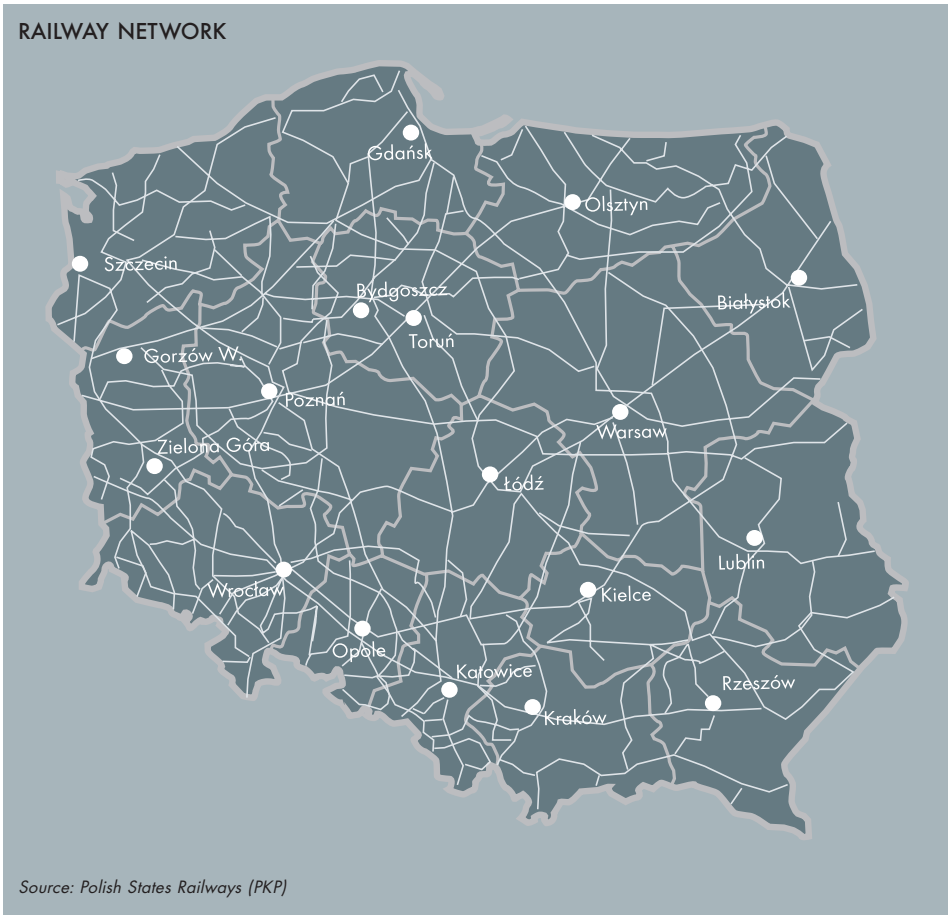 RAILWAY NETWORK
Gdańsk
Olsztyn
Szczecin
Bydgoszcz
Białystok
Toruń
Gorzów W.
Poznań
Warsaw
Zielona Góra
Łódź
Lublin
Wrocław
Kielce
Opole
Katowice
Rzeszów
Kraków
Source: Polish States Railways (PKP)